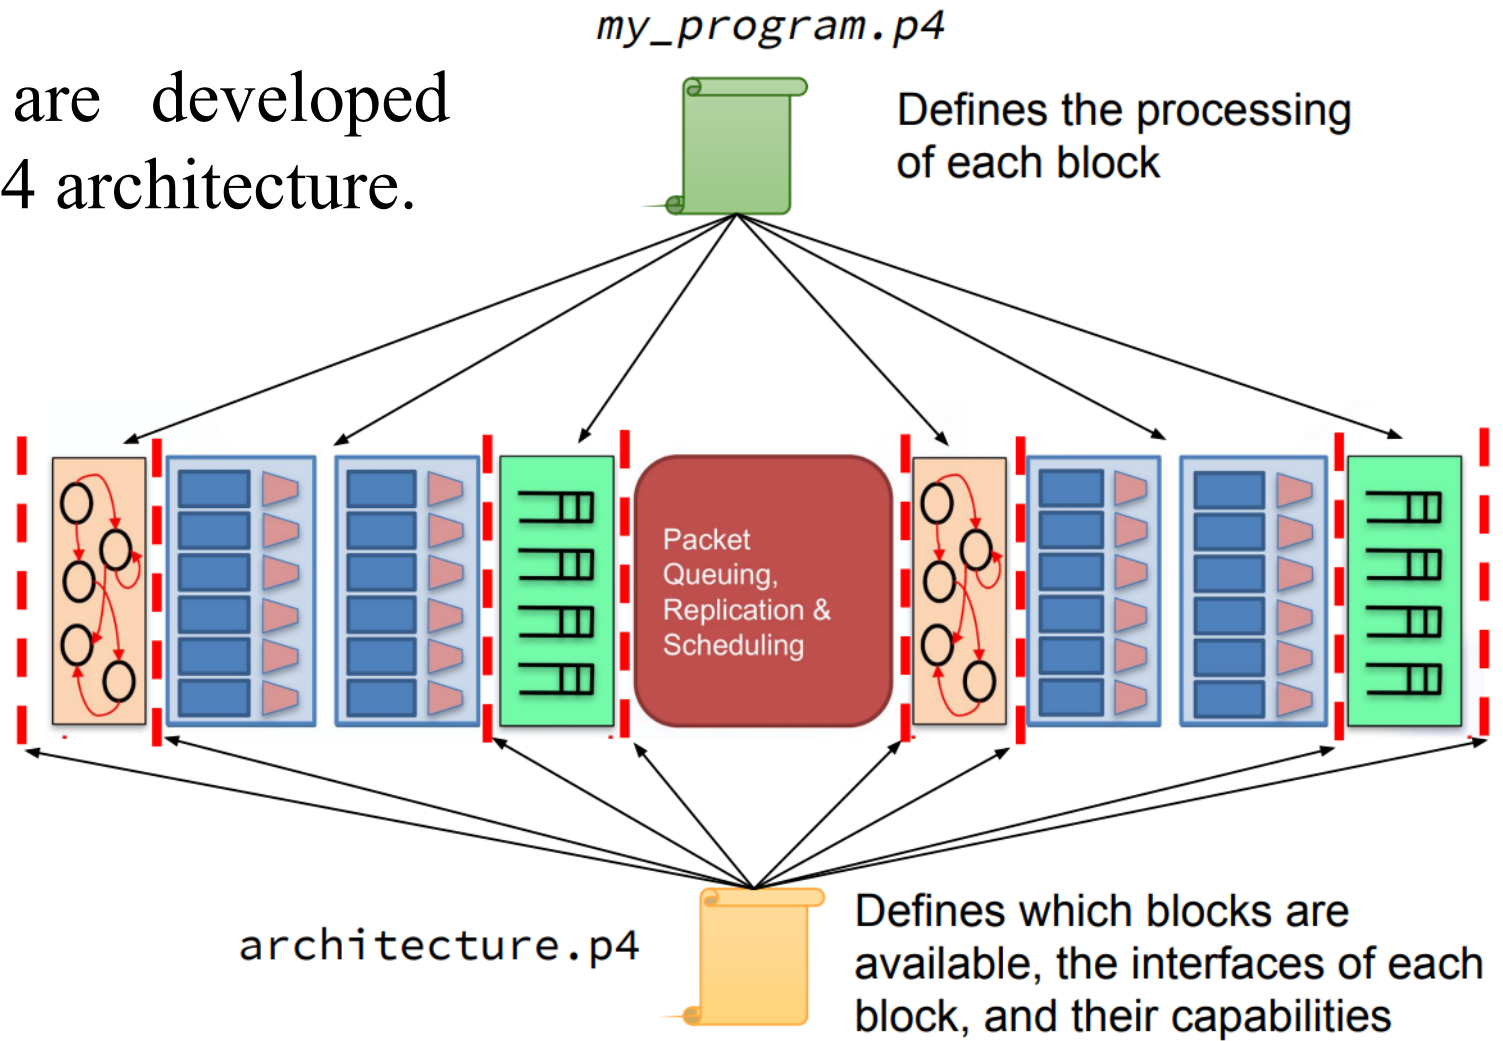 my_program.p4
are developed
4 architecture.
Defines the processing
of each block
Packet
Queuing,
Replication &
Scheduling
architecture.p4
Defines which blocks are
available, the interfaces of each
block, and their capabilities